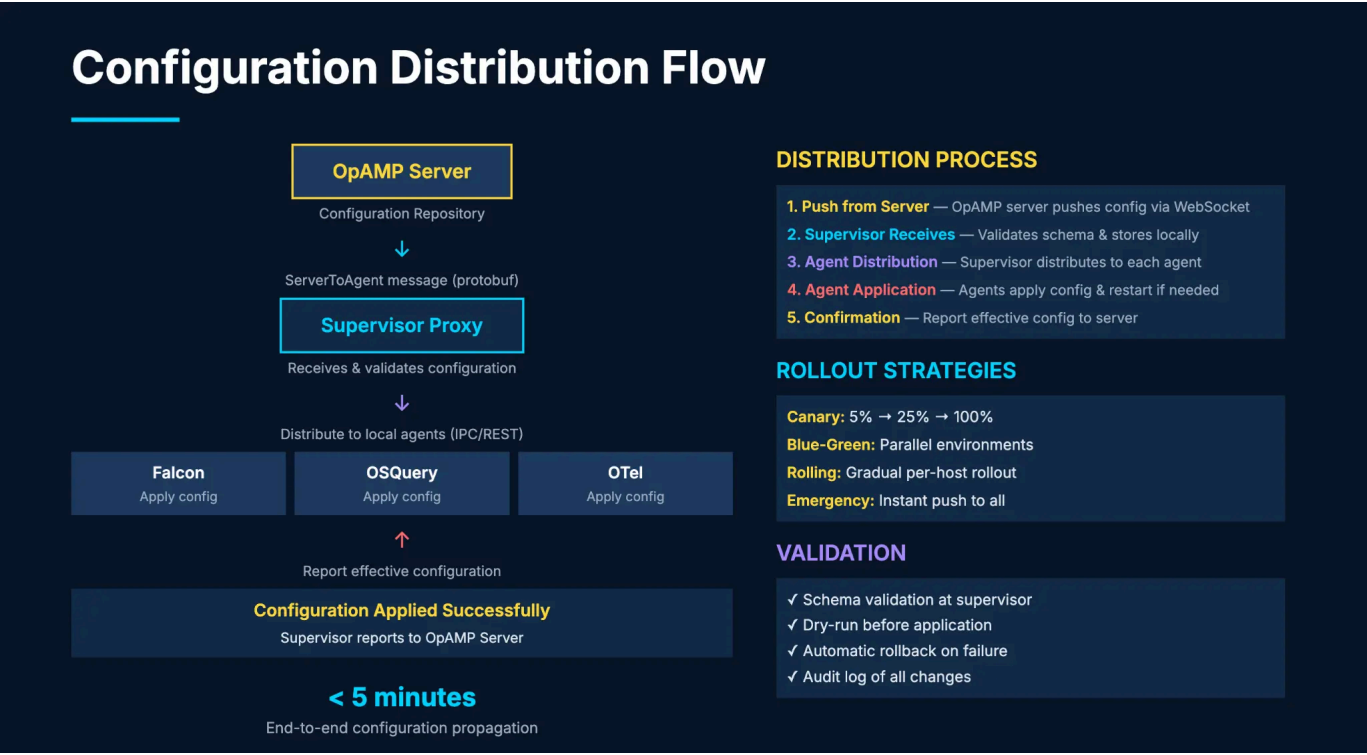 Configuration Distribution Flow
OpAMP Server
Configuration Repository
↓
ServerToAgent message (protobuf)
Supervisor Proxy
Receives & validates configuration
↓
Distribute to local agents (IPC/REST)
Falcon
Apply config
OSQuery
Apply config
OTel
Apply config
↑
Report effective configuration
Configuration Applied Successfully
Supervisor reports to OpAMP Server
< 5 minutes
End-to-end configuration propagation
DISTRIBUTION PROCESS
1. Push from Server — OpAMP server pushes config via WebSocket
2. Supervisor Receives — Validates schema & stores locally
3. Agent Distribution — Supervisor distributes to each agent
4. Agent Application — Agents apply config & restart if needed
5. Confirmation — Report effective config to server
ROLLOUT STRATEGIES
Canary: 5% → 25% → 100%
Blue-Green: Parallel environments
Rolling: Gradual per-host rollout
Emergency: Instant push to all
VALIDATION
✓ Schema validation at supervisor
✓ Dry-run before application
✓ Automatic rollback on failure
✓ Audit log of all changes